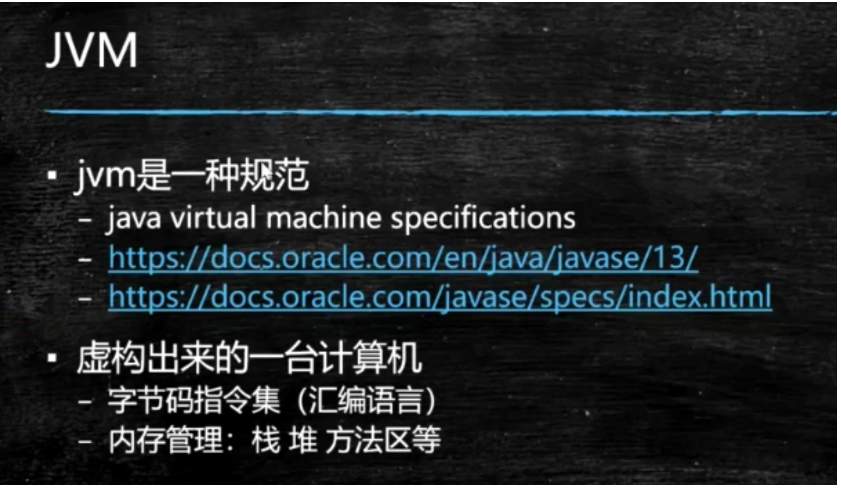 JVM
▪ jvm是一种规范
– java virtual machine specifications
– https://docs.oracle.com/en/java/javase/13/
– https://docs.oracle.com/javase/specs/index.html
▪ 虚构出来的一台计算机
– 字节码指令集（汇编语言）
– 内存管理：栈 堆 方法区等